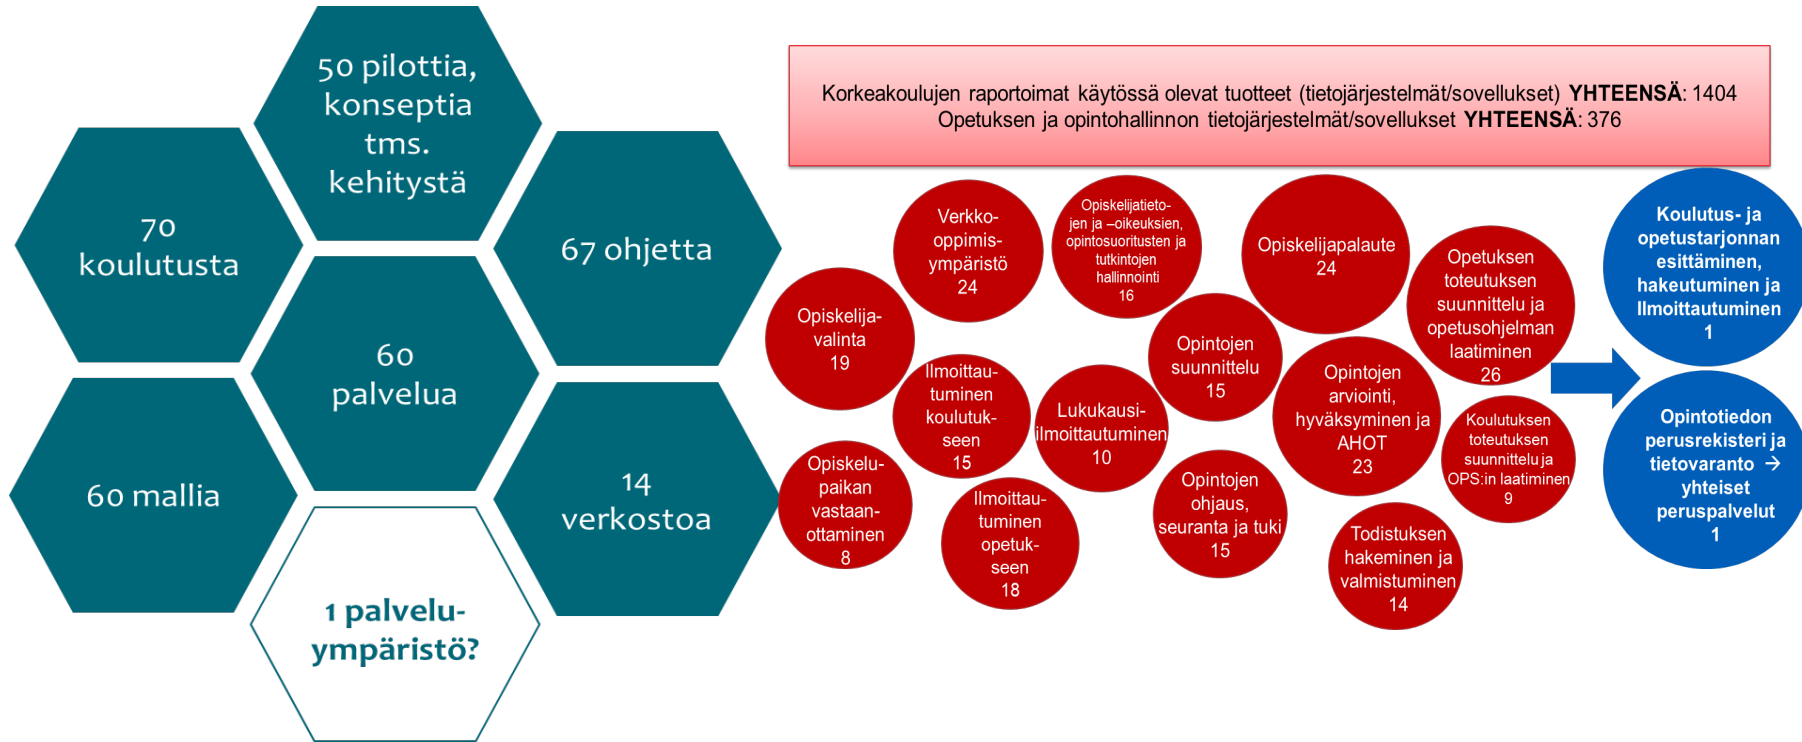 50 pilottia,
konseptia
tms.
kehitystä
70
koulutusta
67 ohjetta
60
palvelua
60 mallia
14
verkostoa
1 palvelu-
ympäristö?
Korkeakoulujen raportoimat käytössä olevat tuotteet (tietojärjestelmät/sovellukset) YHTEENSÄ: 1404
Opetuksen ja opintohallinnon tietojärjestelmät/sovellukset YHTEENSÄ: 376
Verkko-
oppimis-
ympäristö
24
Opiskelijatieto-
jen ja –oikeuksien,
opintosuoritusten ja
tutkintojen
hallinnointi
16
Opiskelijapalaute
24
Opetuksen
toteutuksen
suunnittelu ja
opetusohjelman
laatiminen
26
Opiskelija-
valinta
19
Ilmoittau-
tuminen
koulutuk-
seen
15
Lukukausi-
ilmoittautuminen
10
Opintojen
suunnittelu
15
Opintojen
arviointi,
hyväksyminen ja
AHOT
23
Koulutuksen
toteutuksen
suunnittelu ja
OPS:in laatiminen
9
Opiskelu-
paikan
vastaan-
ottaminen
8
Ilmoittau-
tuminen
opetuk-
seen
18
Opintojen
ohjaus,
seuranta ja tuki
15
Todistuksen
hakeminen ja
valmistuminen
14
Koulutus- ja
opetustarjonnan
esittäminen,
hakeutuminen ja
Ilmoittautuminen
1
Opintotiedon
perusrekisteri ja
tietovaranto →
yhteiset
peruspalvelut
1